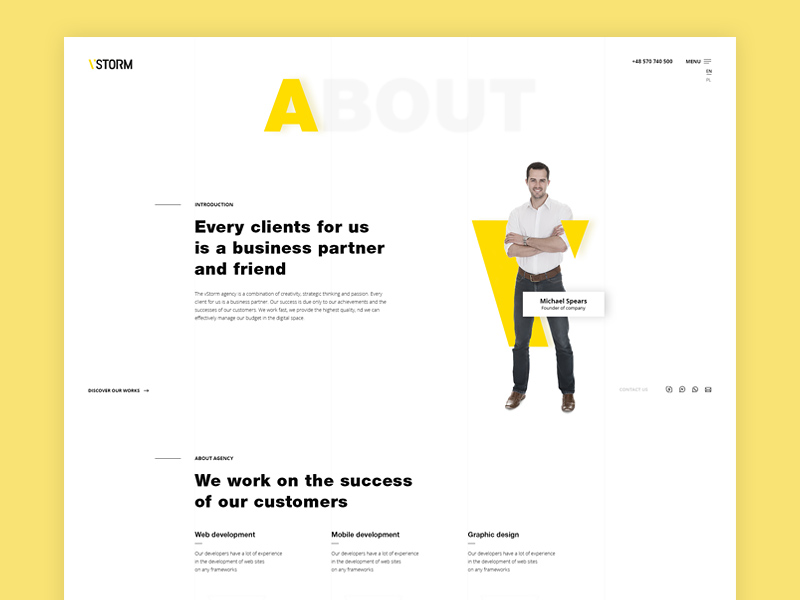 VSTORM
+48 570 740 500
MENU
EN
PL
ABOUT
INTRODUCTION
Every clients for us
is a business partner
and friend
The vStorm agency is a combination of creativity, strategic thinking and passion. Every
client for us is a business partner. Our success is due only to our achievements and the
successes of our customers. We work fast, we provide the highest quality, nd we can
effectively manage our budget in the digital space
Michael Spears
Founder of company
DISCOVER OUR WORKS
CONTACT US
ABOUT AGENCY
We work on the success
of our customers
Web development
Our developers have a lot of experience
in the development of web sites
on any frameworks
Mobile development
Our developers have a lot of experience
in the development of web sites
on any frameworks
Graphic design
Our developers have a lot of experience
in the development of web sites
on any frameworks